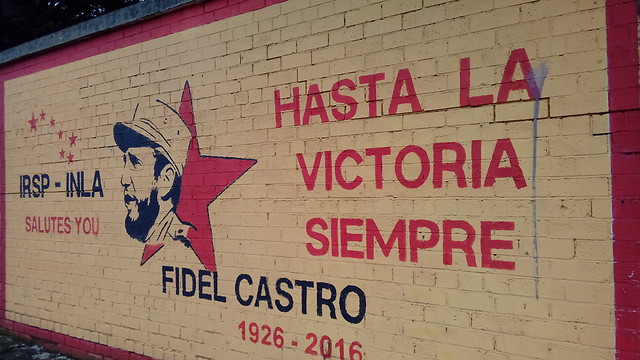 IRSP - INLA
SALUTES YOU
FIDEL CASTRO
1926 - 2016
HASTA LA
VICTORIA
SIEMPRE